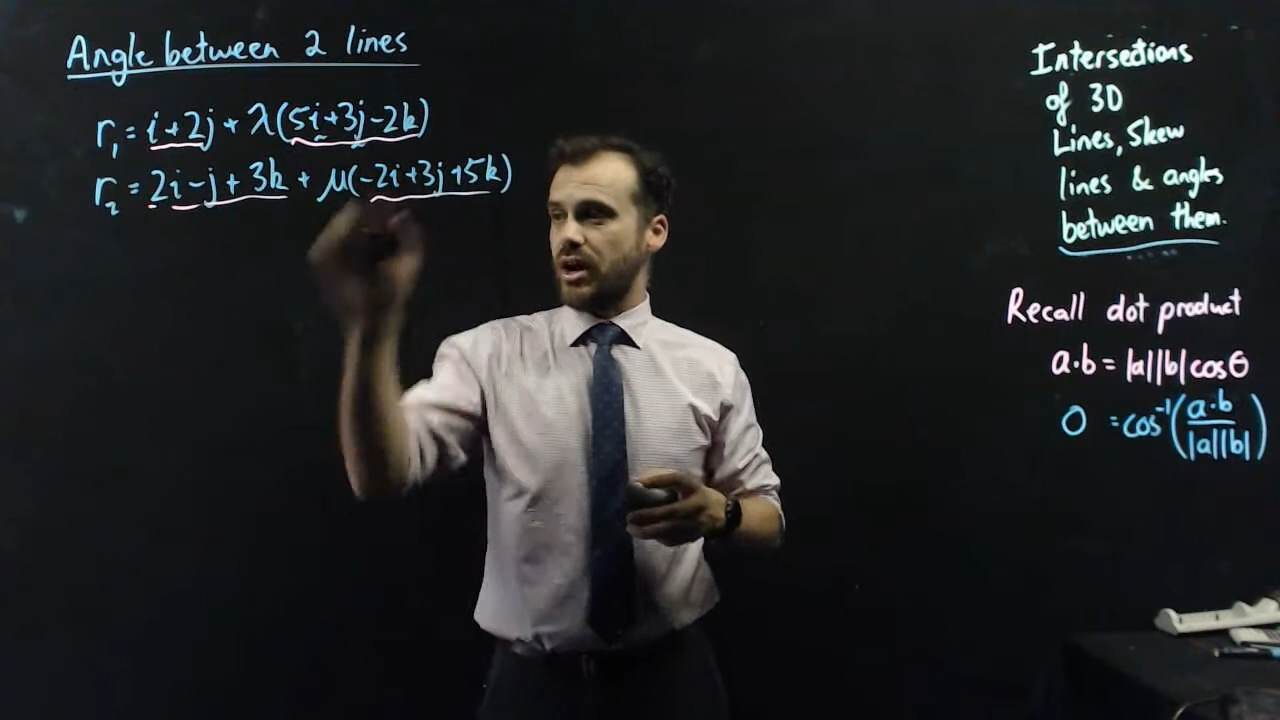 Angle between 2 lines
r₁ = i + 2j + λ(5i + 3j - 2k)
r₂ = 2i - j + 3k + μ(-2i + 3j + 5k)
Intersections
of 3D
Lines, Skew
lines & angles
between them.
Recall dot product
a·b = |a||b|cosθ
θ = cos⁻¹(a·b/|a||b|)